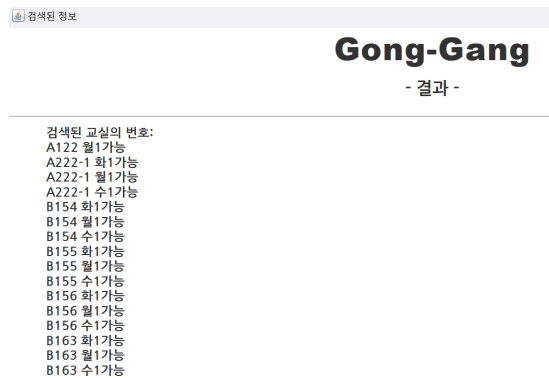 검색된 정보
Gong-Gang
- 결과 -
검색된 교실의 번호:
A122 월1가능
A222-1 화1가능
A222-1 월1가능
A222-1 수1가능
B154 화1가능
B154 월1가능
B154 수1가능
B155 화1가능
B155 월1가능
B155 수1가능
B156 화1가능
B156 월1가능
B156 수1가능
B163 화1가능
B163 월1가능
B163 수1가능